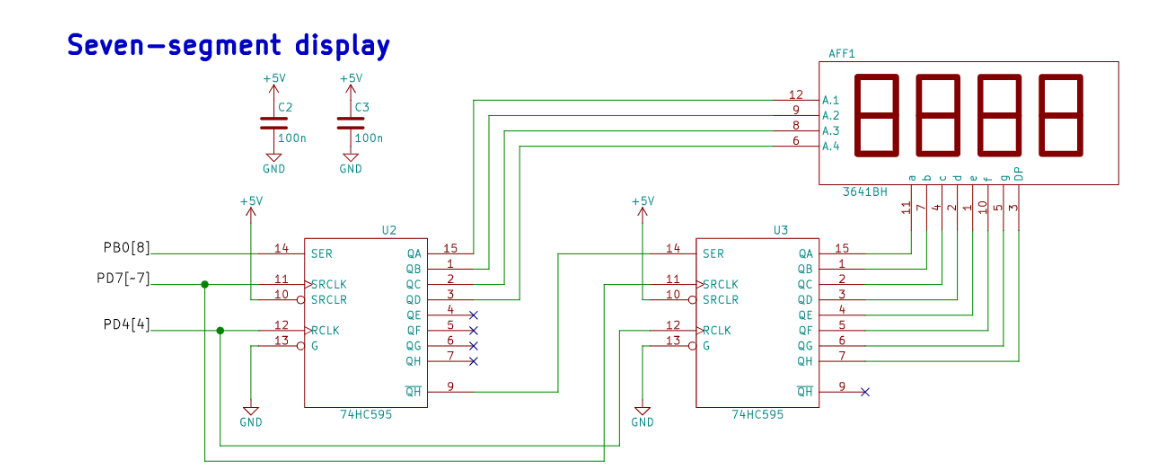 Seven-segment display
AFF1
+5V
+5V
C2
C3
100n
100n
GND
GND
12
A.1
9
A.2
8
A.3
6
A.4
a
b
c
d
e
f
g
DP
3641BH
11
7
4
2
1
10
5
3
+5V
+5V
U2
U3
PB0[8]
14
SER
QA
15
14
SER
QA
15
QB
1
QB
1
PD7[~7]
11
SRCLK
QC
2
11
SRCLK
QC
2
10
SRCLR
QD
3
10
SRCLR
QD
3
QE
4
QE
4
PD4[4]
12
RCLK
QF
5
12
RCLK
QF
5
13
G
QG
6
13
G
QG
6
QH
7
QH
7
QH
9
QH
9
GND
74HC595
GND
74HC595